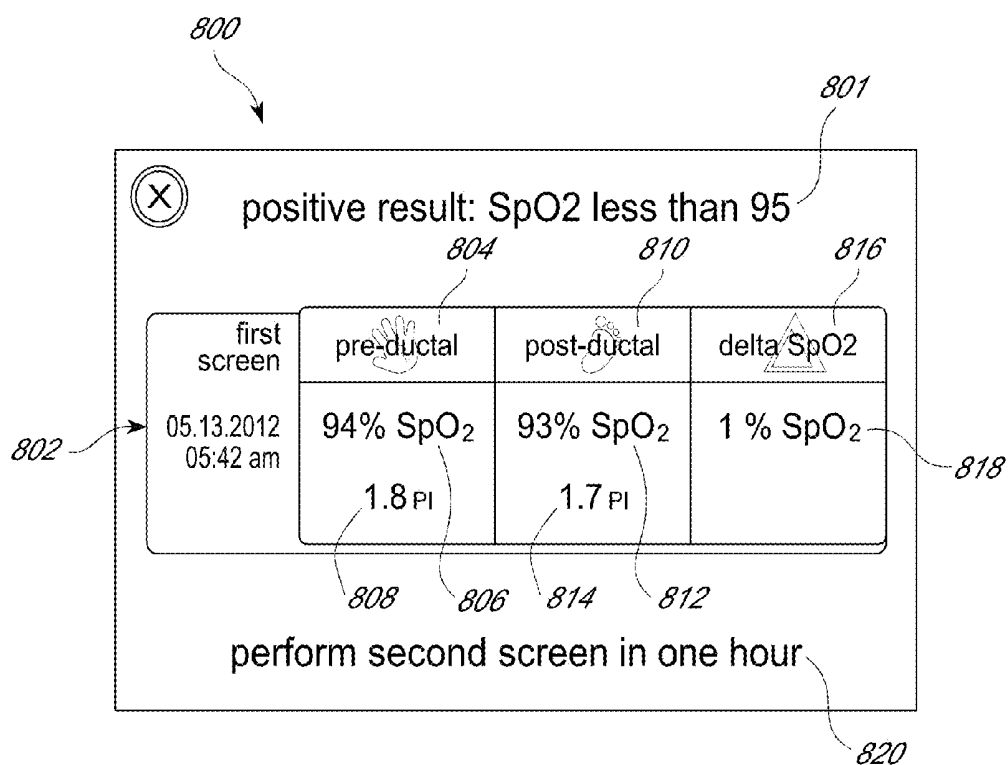 800
801
X
positive result: SpO2 less than 95
804
810
816
first
screen
pre-ductal
post-ductal
delta SpO2
802
05.13.2012
05:42 am
94% SpO₂
93% SpO₂
1 % SpO₂
818
1.8 PI
1.7 PI
808
806
814
812
perform second screen in one hour
820